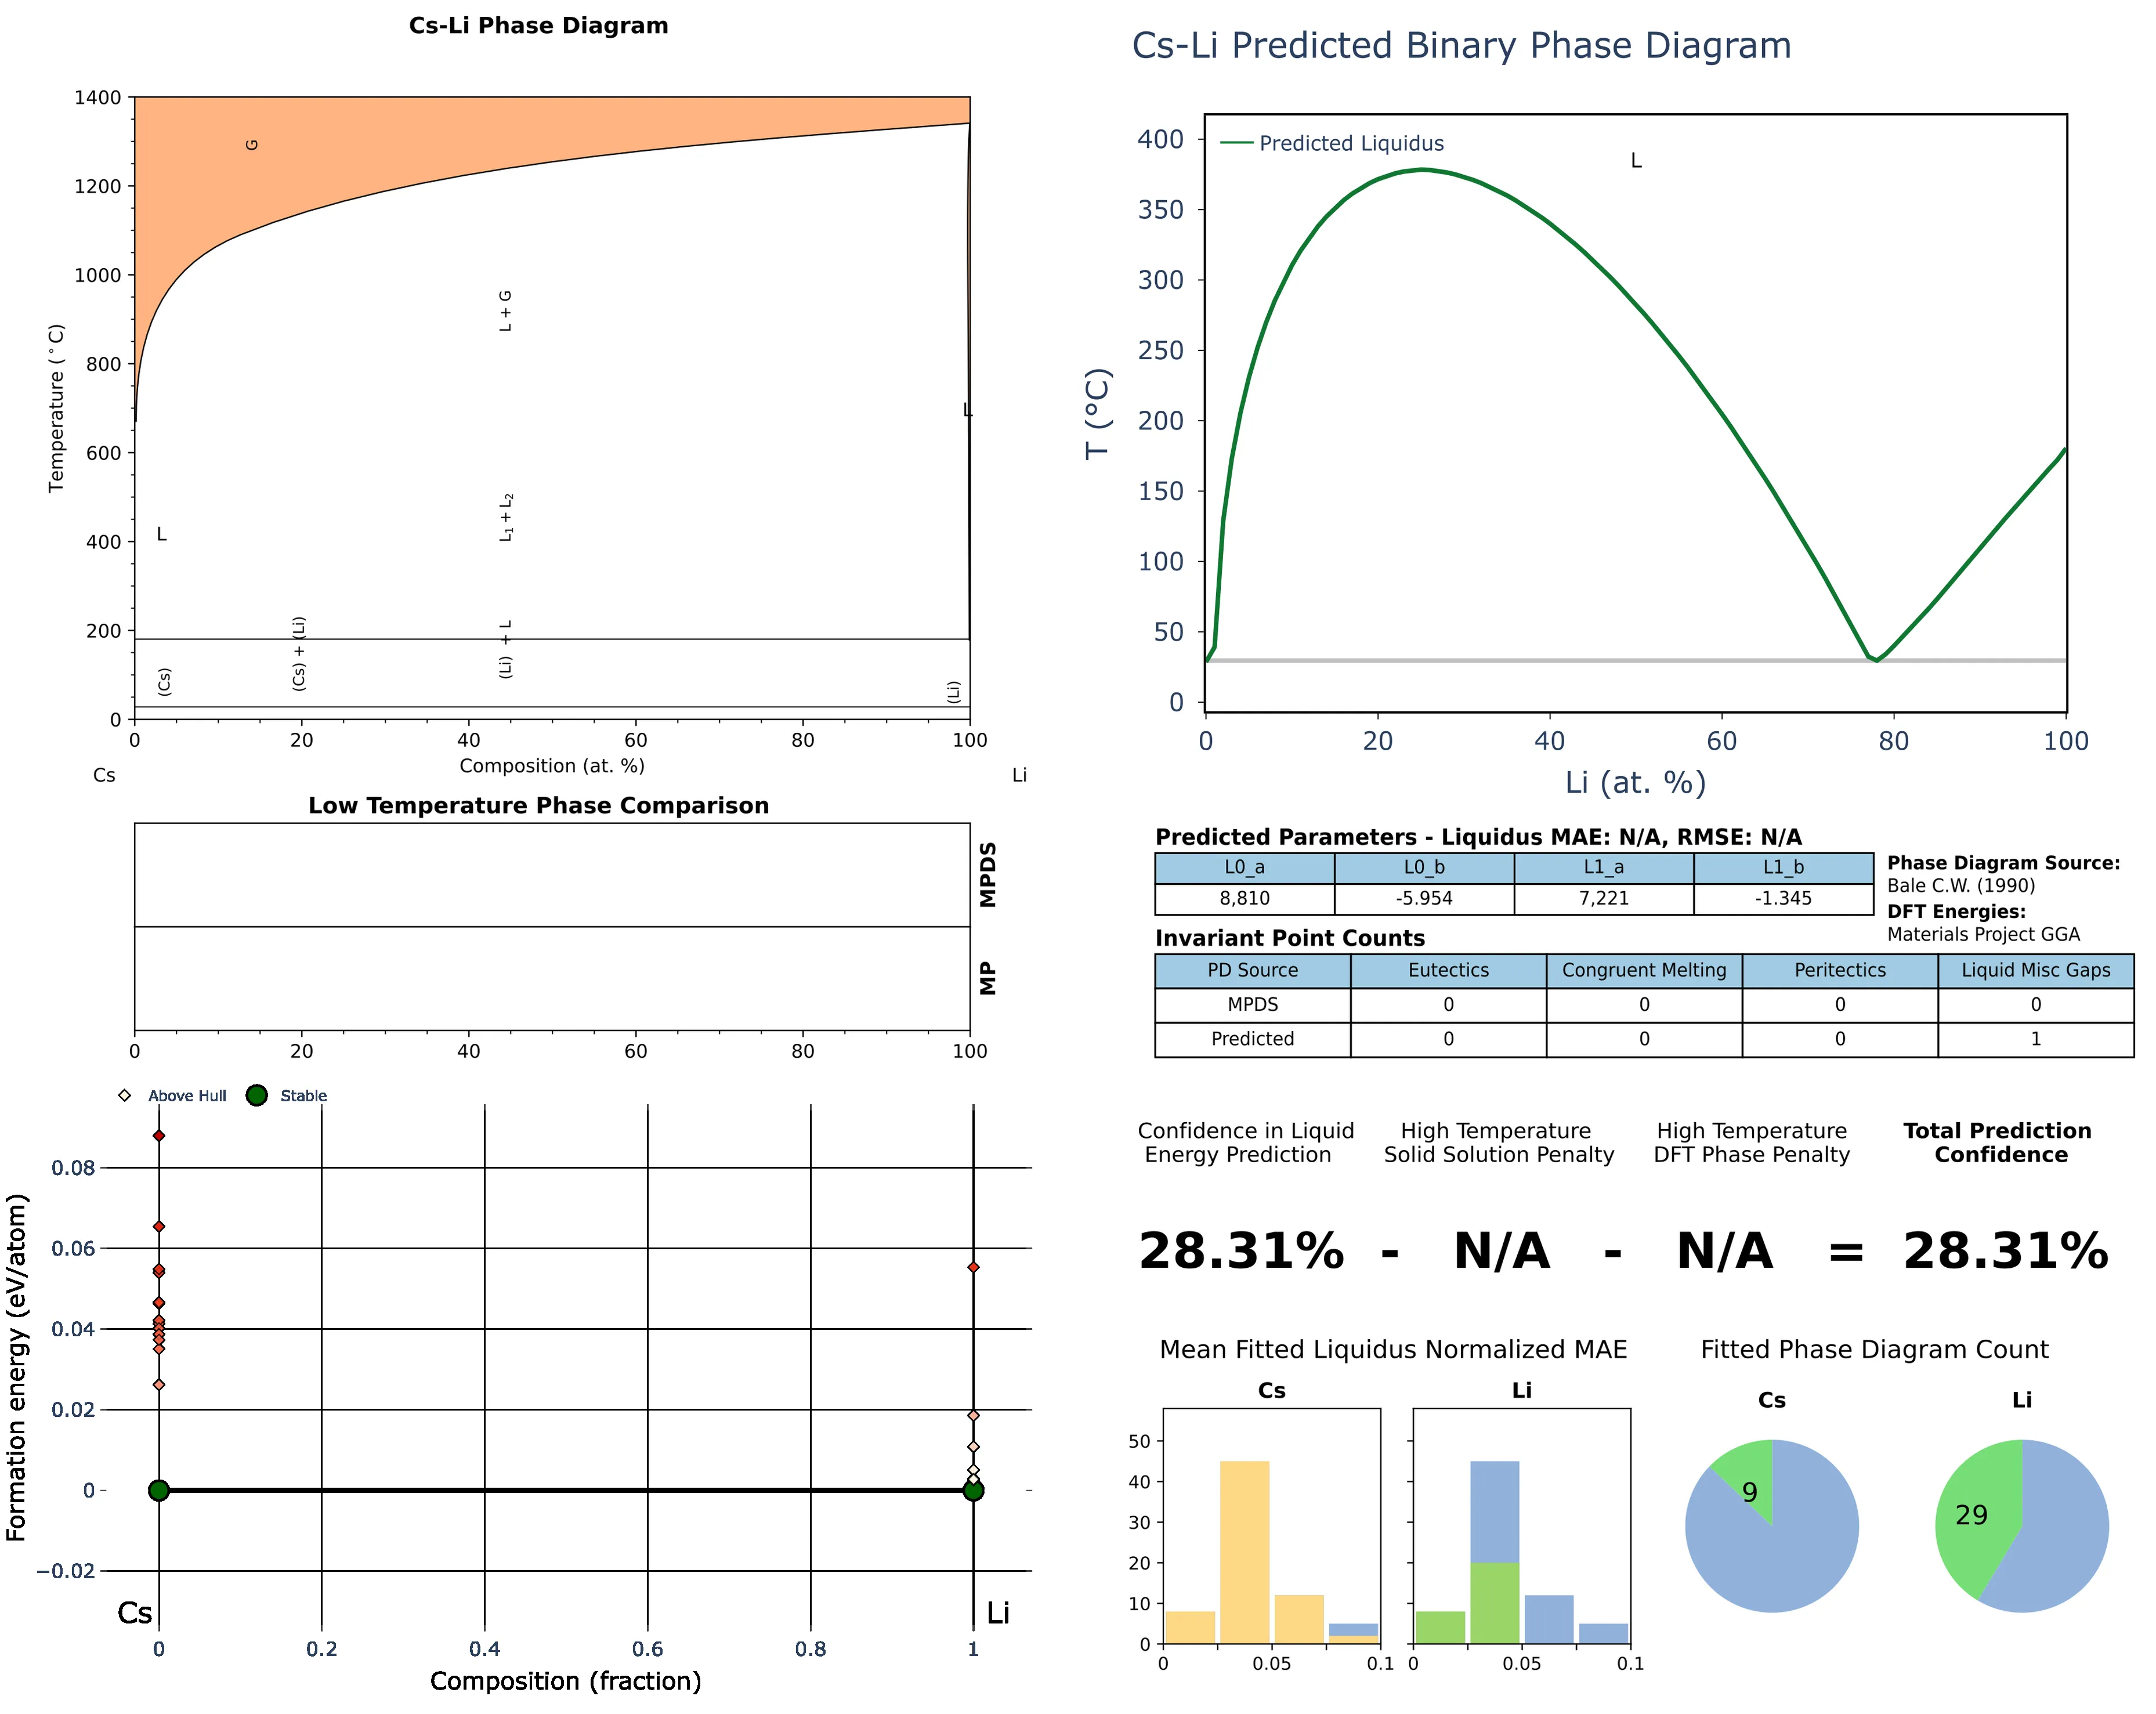 Cs-Li Phase Diagram
1400
1200
1000
800
600
400
200
0
Temperature (°C)
G
L + G
L
L₁ + L₂
L
(Cs)
(Cs) + (Li)
(Li) + L
(Li)
0 20 40 60 80 100
Composition (at. %)
Cs Li
Low Temperature Phase Comparison
MPDS
MP
0 20 40 60 80 100
Above Hull Stable
0.08
0.06
0.04
0.02
0
−0.02
Formation energy (eV/atom)
Cs Li
0 0.2 0.4 0.6 0.8 1
Composition (fraction)
Cs-Li Predicted Binary Phase Diagram
Predicted Liquidus
L
400
350
300
250
200
150
100
50
0
T (°C)
0 20 40 60 80 100
Li (at. %)
Predicted Parameters - Liquidus MAE: N/A, RMSE: N/A
L0_a L0_b L1_a L1_b
8,810 -5.954 7,221 -1.345
Phase Diagram Source:
Bale C.W. (1990)
DFT Energies:
Materials Project GGA
Invariant Point Counts
PD Source Eutectics Congruent Melting Peritectics Liquid Misc Gaps
MPDS 0 0 0 0
Predicted 0 0 0 1
Confidence in Liquid
Energy Prediction
High Temperature
Solid Solution Penalty
High Temperature
DFT Phase Penalty
Total Prediction
Confidence
28.31% - N/A - N/A = 28.31%
Mean Fitted Liquidus Normalized MAE
Cs Li
50
40
30
20
10
0
0 0.05 0.1 0 0.05 0.1
Fitted Phase Diagram Count
Cs Li
9 29